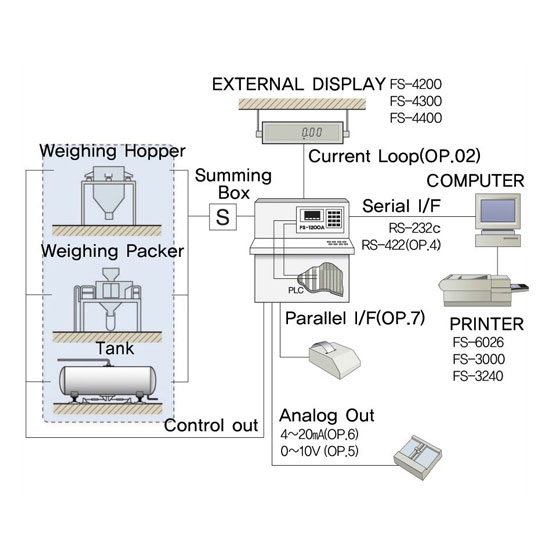 EXTERNAL DISPLAY
FS-4200
FS-4300
FS-4400
0.00
Weighing Hopper
Current Loop(OP.02)
Summing
Box
S
COMPUTER
Serial I/F
RS-232c
RS-422(OP.4)
FS-1200A
Weighing Packer
PLC
Parallel I/F(OP.7)
PRINTER
FS-6026
FS-3000
FS-3240
Tank
Control out
Analog Out
4~20㎃(OP.6)
0~10V (OP.5)